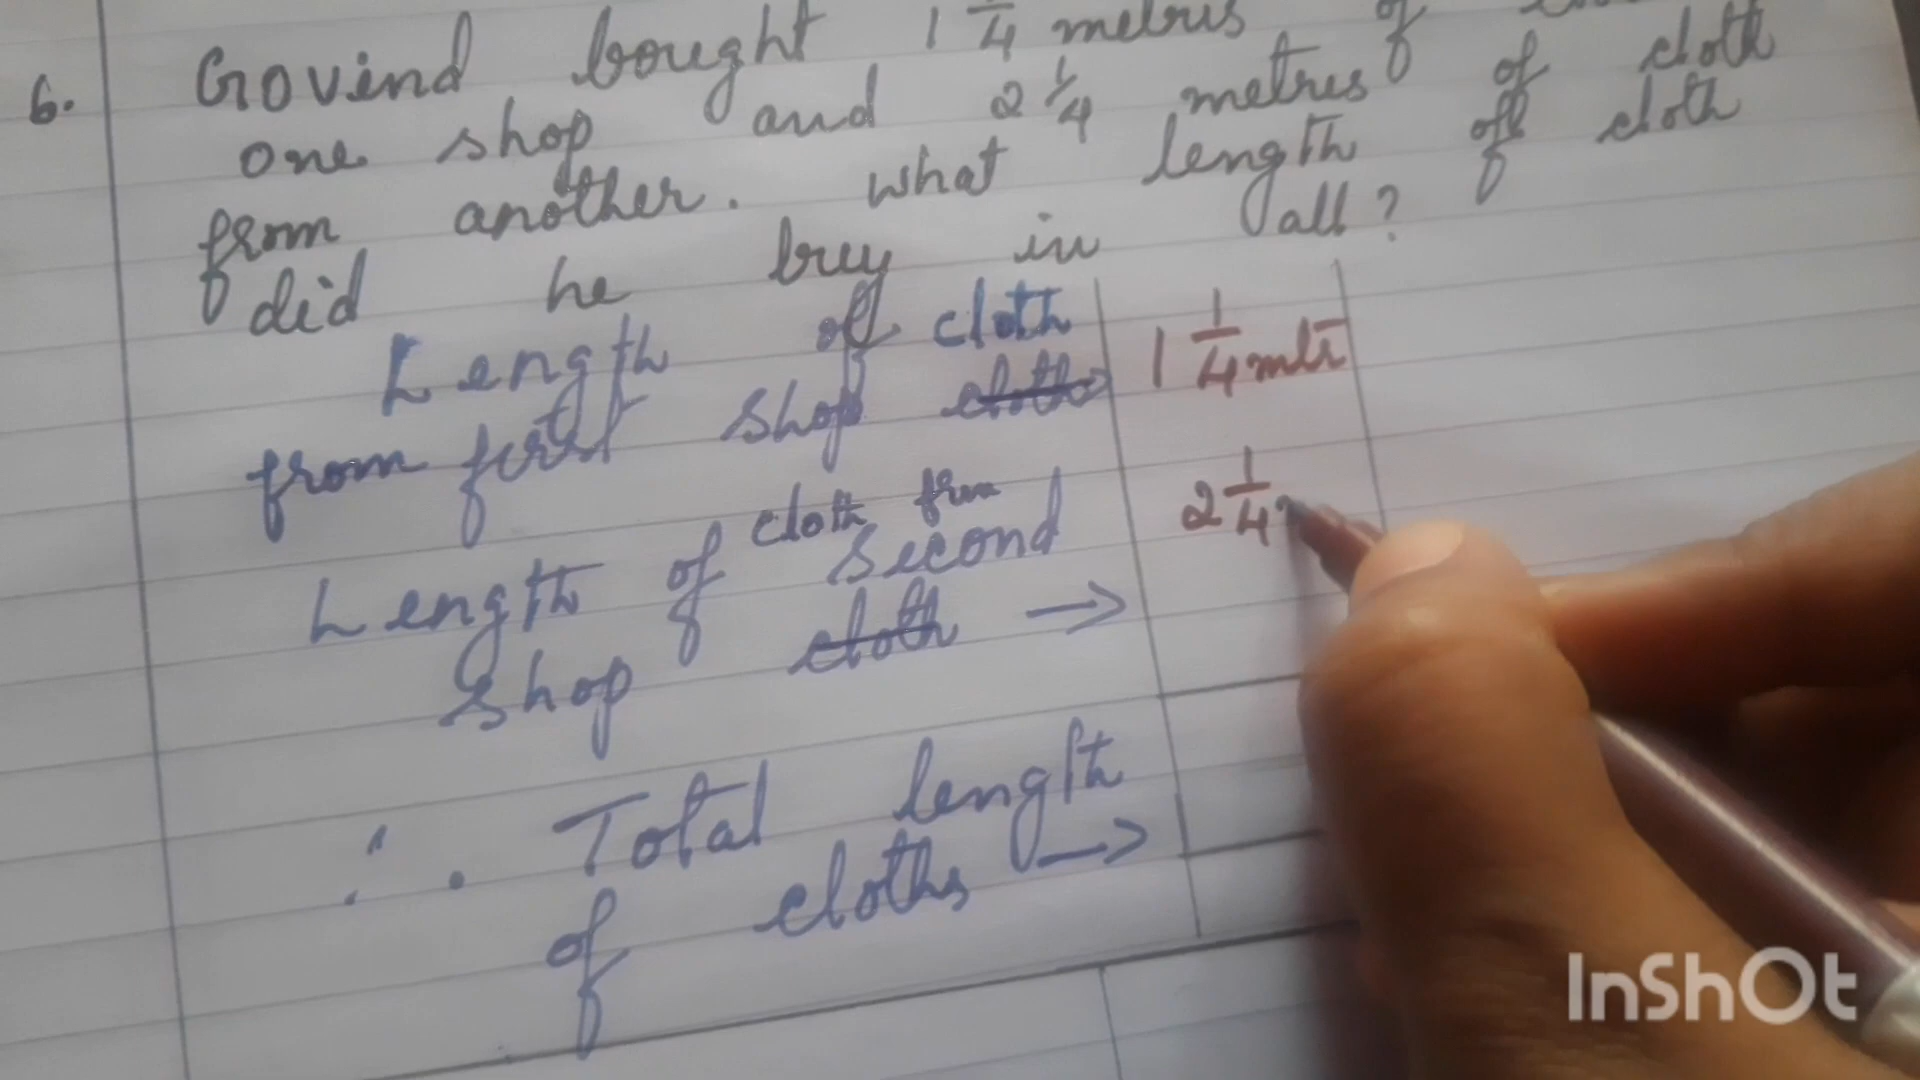 6. Govind bought 1 1/4 metres of
one shop and 2 1/4 metres of cloth
from another. what length of cloth
did he buy in all?
Length of cloth
from first shop cloth → 1 1/4 mtr
Length of cloth from second
shop cloth → 2 1/4
∴ Total length
of cloths →
InShOt